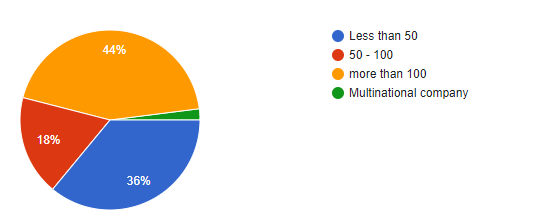 44%
18%
36%
Less than 50
50 - 100
more than 100
Multinational company